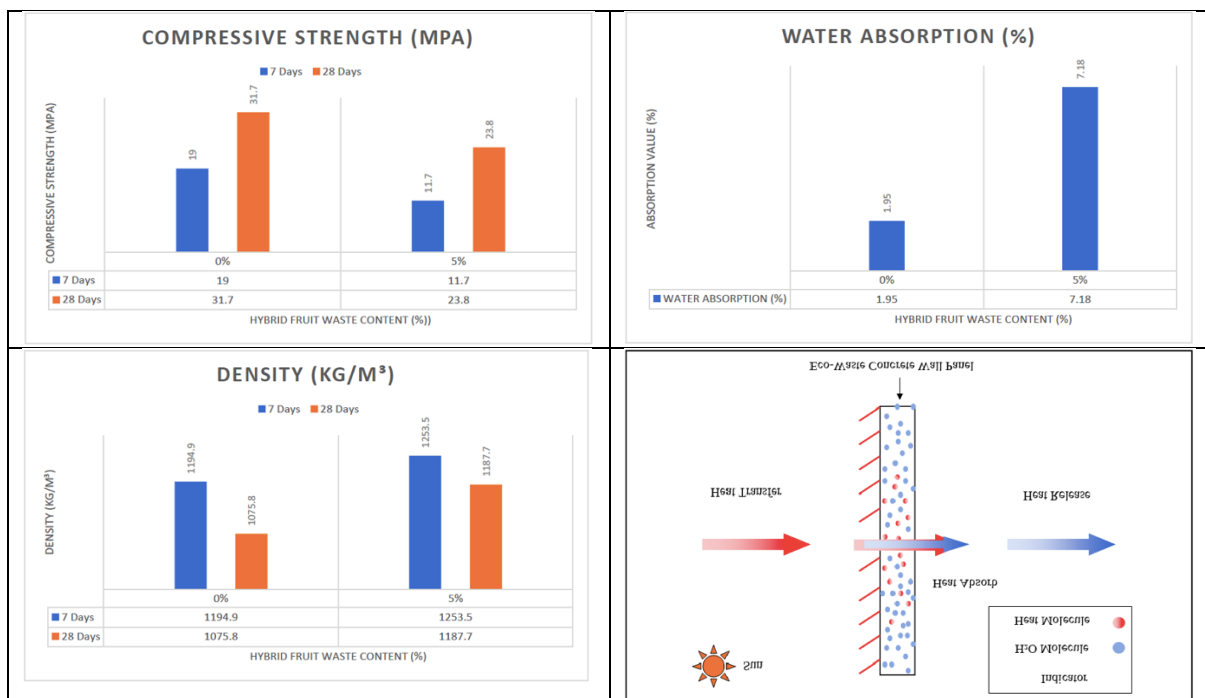 COMPRESSIVE STRENGTH (MPA)
7 Days 28 Days
COMPRESSIVE STRENGTH (MPA)
19
31.7
11.7
23.8
0% 5%
7 Days 19 11.7
28 Days 31.7 23.8
HYBRID FRUIT WASTE CONTENT (%))
WATER ABSORPTION (%)
ABSORPTION VALUE (%)
1.95
7.18
0% 5%
WATER ABSORPTION (%) 1.95 7.18
HYBRID FRUIT WASTE CONTENT (%)
DENSITY (KG/M³)
7 Days 28 Days
DENSITY (KG/M³)
1194.9
1075.8
1253.5
1187.7
0% 5%
7 Days 1194.9 1253.5
28 Days 1075.8 1187.7
HYBRID FRUIT WASTE CONTENT (%)
Eco-Waste Concrete Wall Panel
Heat Transfer
Heat Release
Heat Absorb
Heat Molecule
H²O Molecule
Indicator
Sun